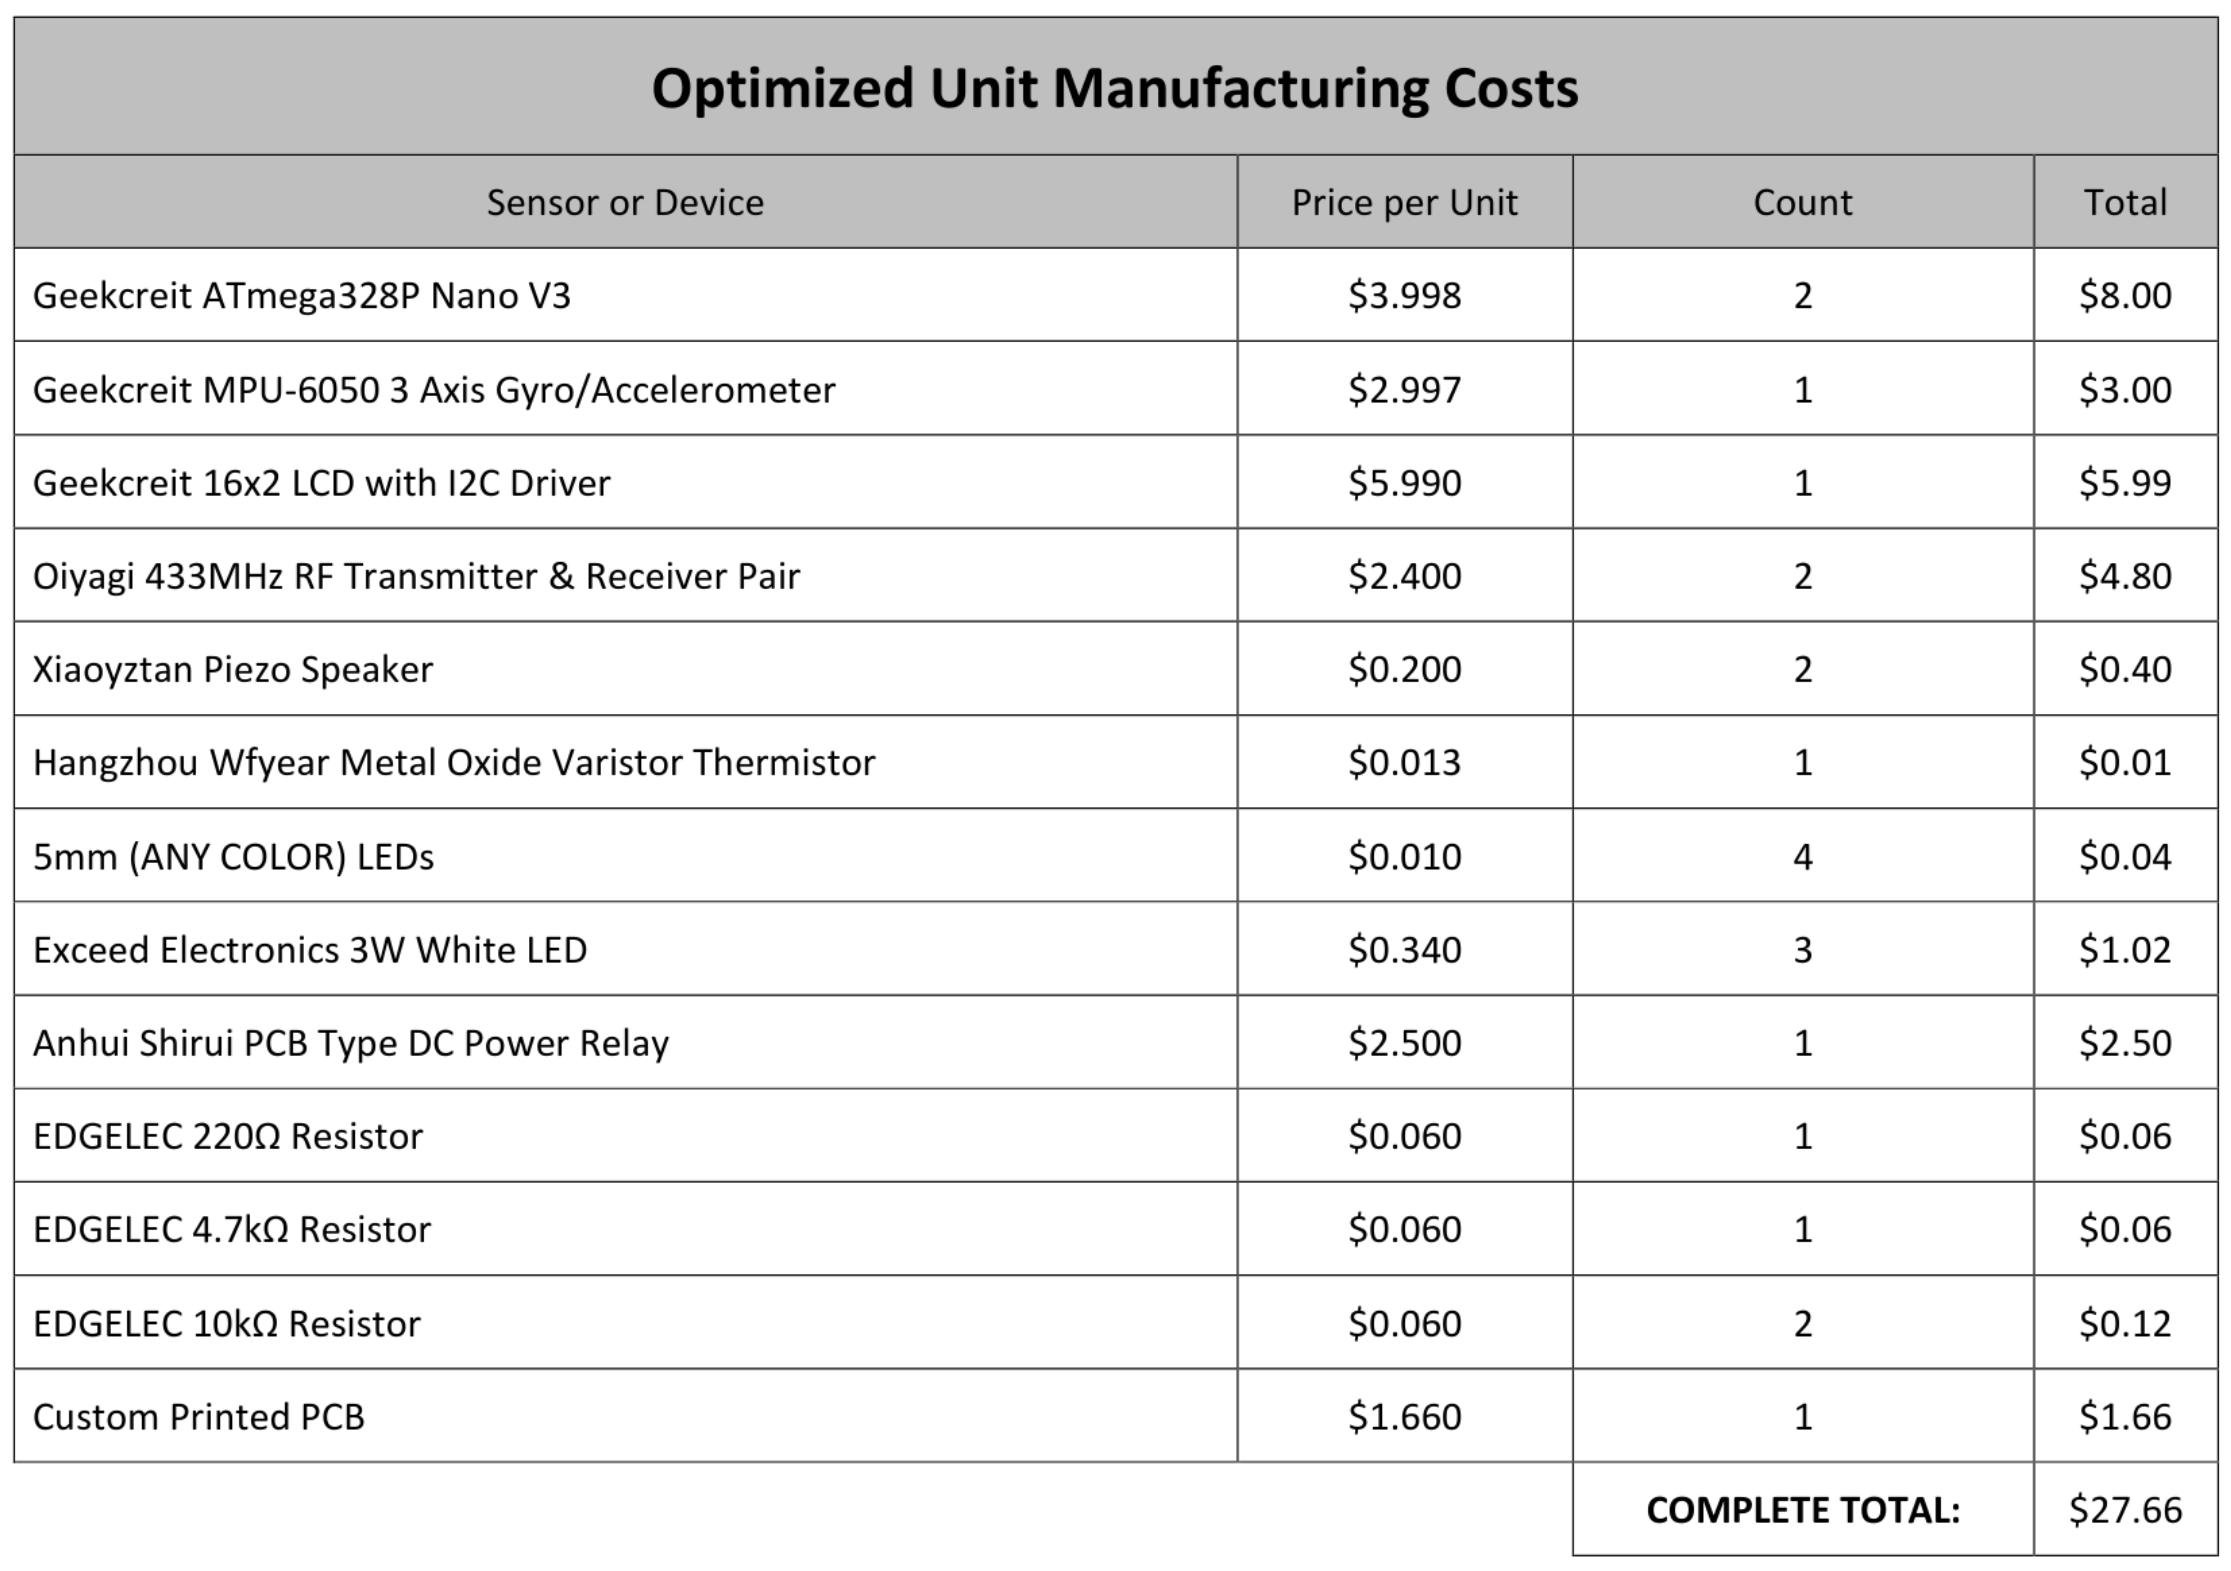 Optimized Unit Manufacturing Costs
Sensor or Device Price per Unit Count Total
Geekcreit ATmega328P Nano V3 $3.998 2 $8.00
Geekcreit MPU-6050 3 Axis Gyro/Accelerometer $2.997 1 $3.00
Geekcreit 16x2 LCD with I2C Driver $5.990 1 $5.99
Oiyagi 433MHz RF Transmitter & Receiver Pair $2.400 2 $4.80
Xiaoyztan Piezo Speaker $0.200 2 $0.40
Hangzhou Wfyear Metal Oxide Varistor Thermistor $0.013 1 $0.01
5mm (ANY COLOR) LEDs $0.010 4 $0.04
Exceed Electronics 3W White LED $0.340 3 $1.02
Anhui Shirui PCB Type DC Power Relay $2.500 1 $2.50
EDGELEC 220Ω Resistor $0.060 1 $0.06
EDGELEC 4.7kΩ Resistor $0.060 1 $0.06
EDGELEC 10kΩ Resistor $0.060 2 $0.12
Custom Printed PCB $1.660 1 $1.66
COMPLETE TOTAL: $27.66